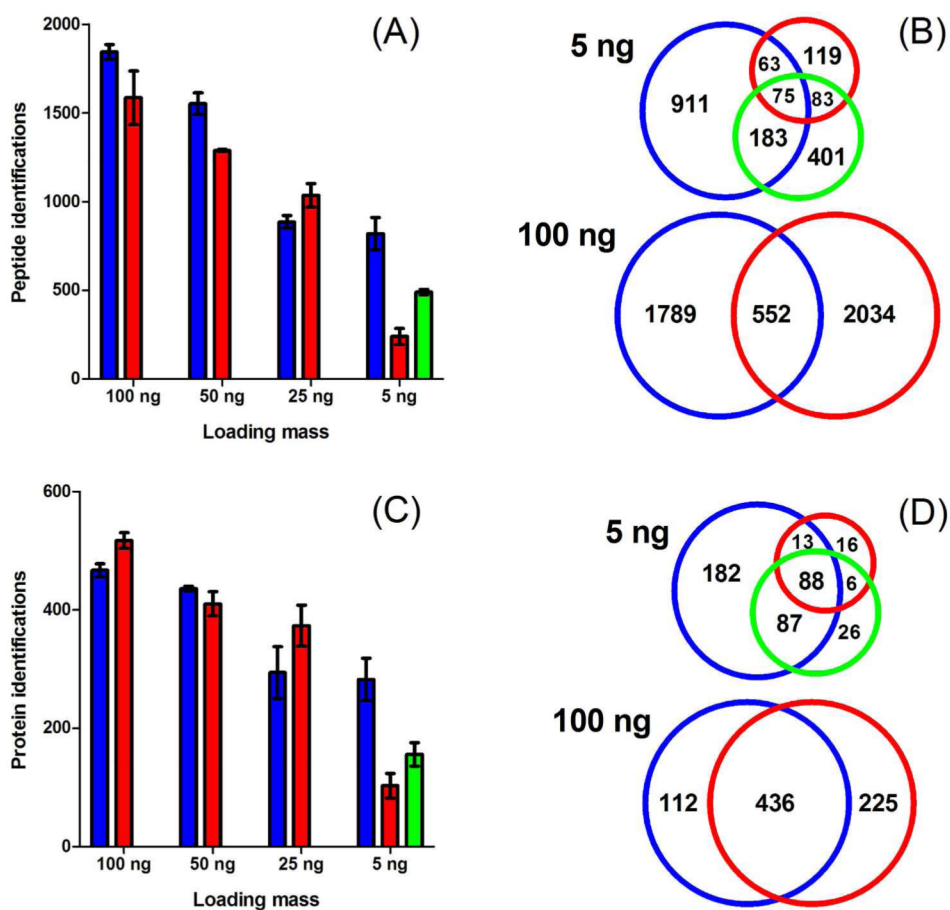 (A)
2000
1500
1000
500
0
Peptide identifications
100 ng
50 ng
25 ng
5 ng
Loading mass
(B)
5 ng
911
63
119
75
83
183
401
100 ng
1789
552
2034
(C)
600
400
200
0
Protein identifications
100 ng
50 ng
25 ng
5 ng
Loading mass
(D)
5 ng
182
13
16
88
6
87
26
100 ng
112
436
225